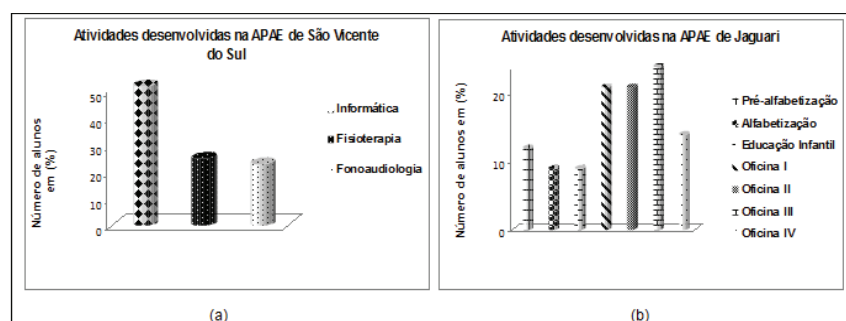 Atividades desenvolvidas na APAE de São Vicente
do Sul
Número de alunos
em (%)
50
40
30
20
10
0
Informática
Fisioterapia
Fonoaudiologia
(a)
Atividades desenvolvidas na APAE de Jaguari
Número de alunos em (%)
20
10
0
Pré-alfabetização
Alfabetização
Educação Infantil
Oficina I
Oficina II
Oficina III
Oficina IV
(b)